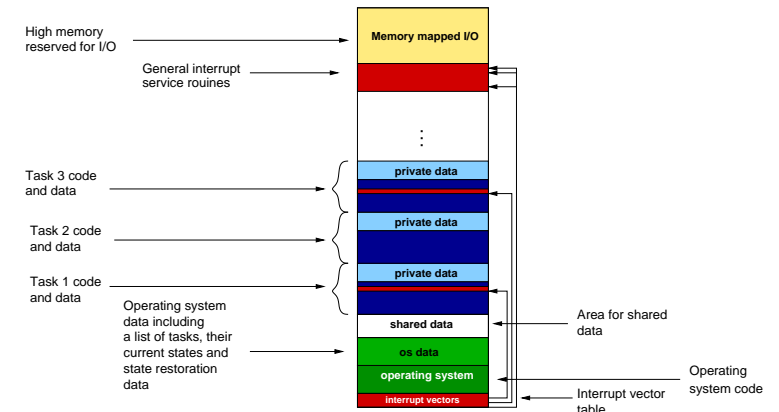 High memory
reserved for I/O
Memory mapped I/O
General interrupt
service rouines
⋮
Task 3 code
and data
private data
Task 2 code
and data
private data
Task 1 code
and data
private data
Operating system
data including
a list of tasks, their
current states and
state restoration
data
shared data
Area for shared
data
os data
operating system
Operating
system code
interrupt vectors
Interrupt vector
table